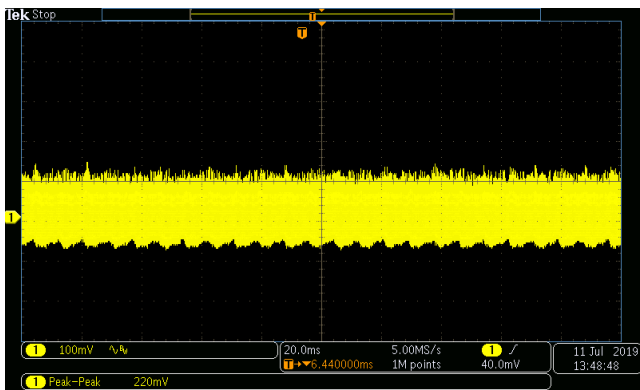 Tek Stop
T
T
1
1 100mV
20.0ms 5.00MS/s 1 40.0mV
T→▼6.440000ms 1M points
11 Jul 2019
13:48:48
1 Peak-Peak 220mV